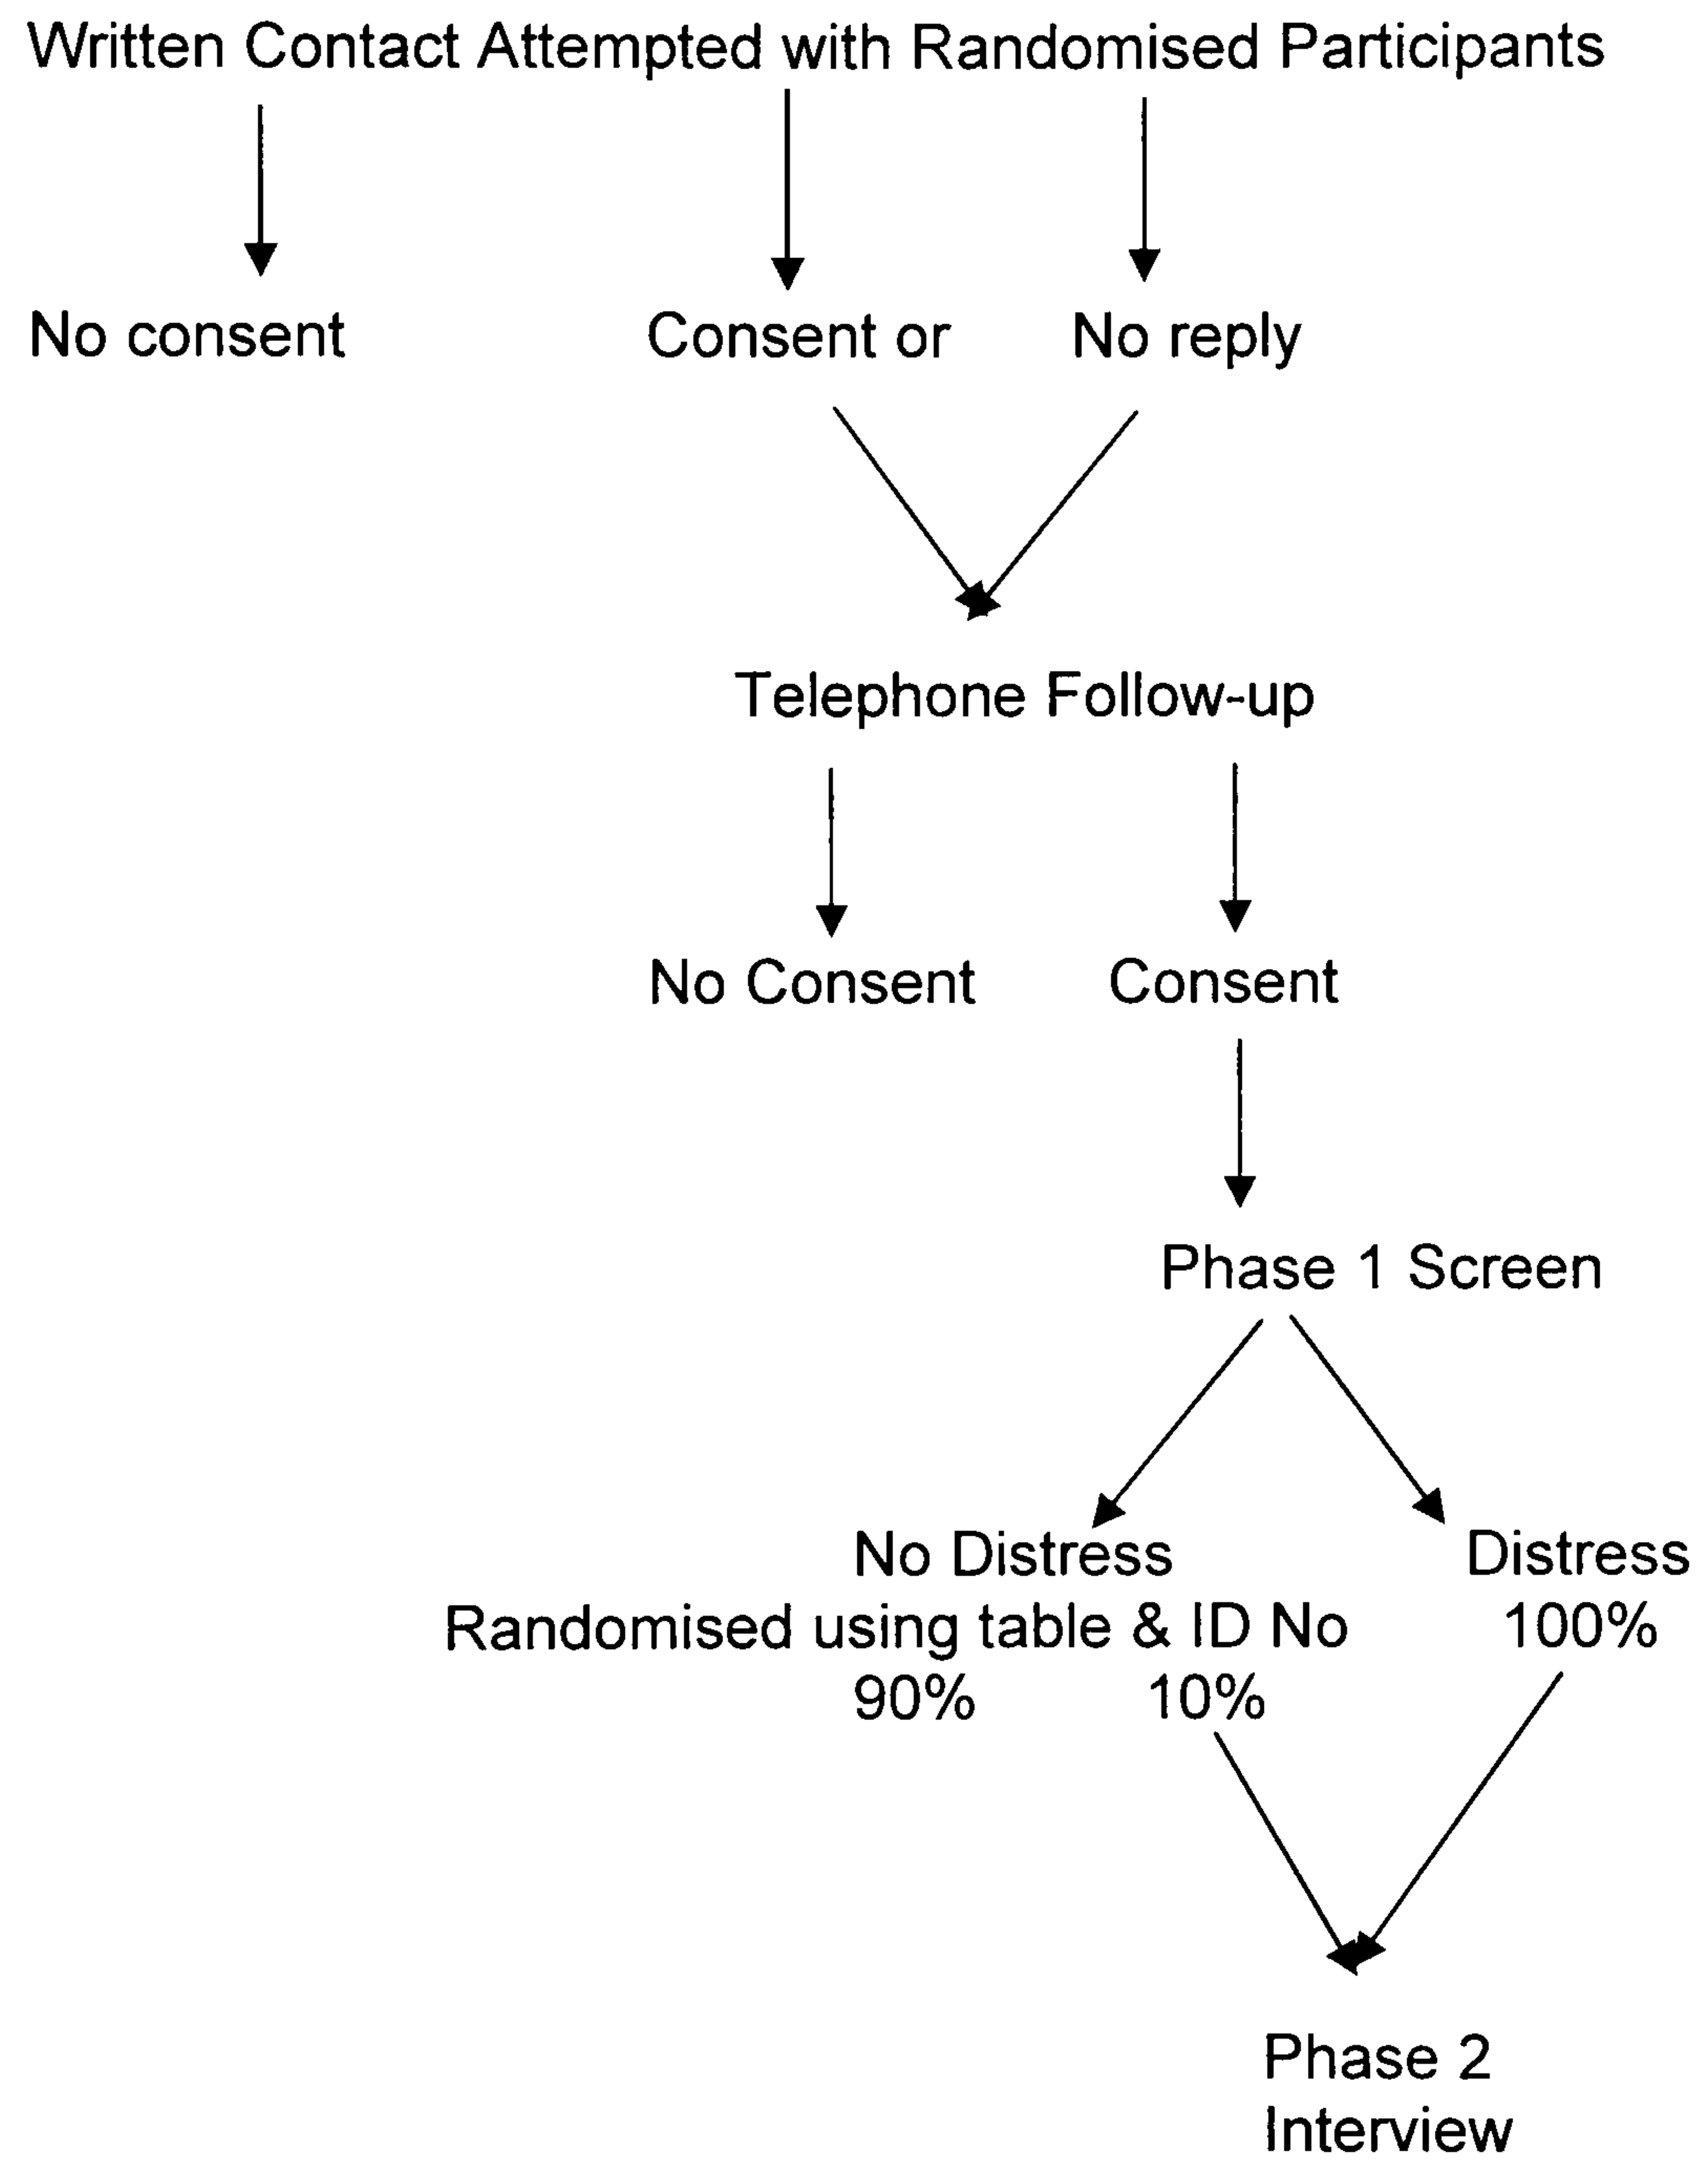 Written Contact Attempted with Randomised Participants
No consent
Consent or
No reply
Telephone Follow-up
No Consent
Consent
Phase 1 Screen
No Distress
Distress
Randomised using table & ID No
100%
90%
10%
Phase 2
Interview